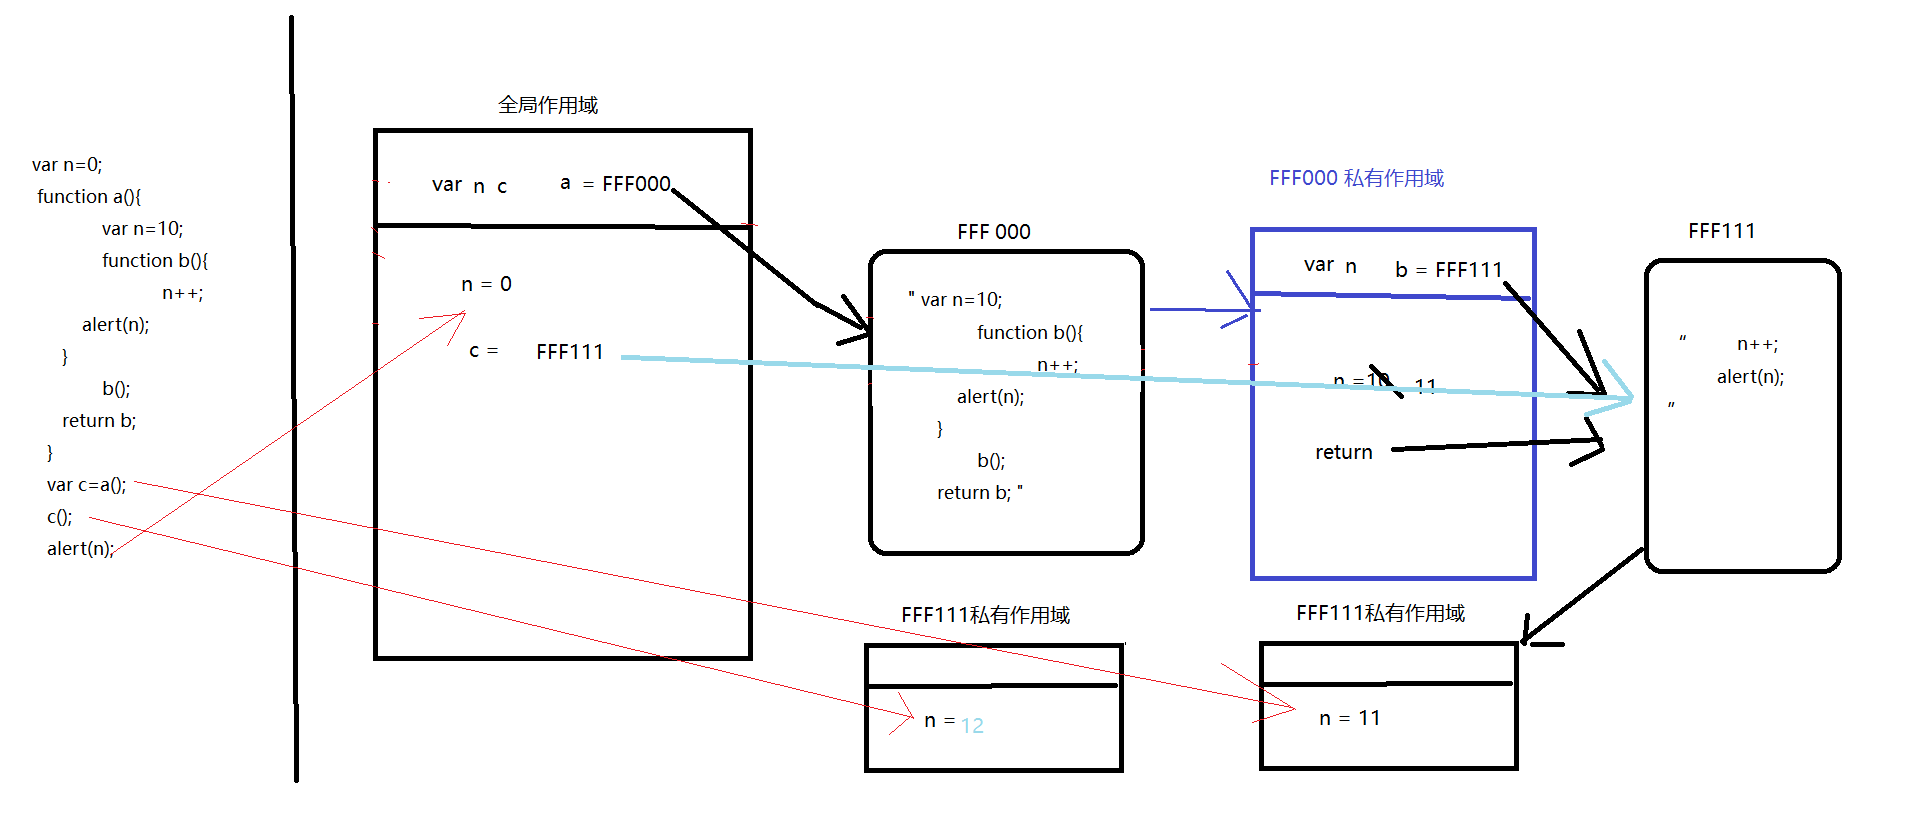 var n=0;
function a(){
var n=10;
function b(){
n++;
alert(n);
}
b();
return b;
}
var c=a();
c();
alert(n);
全局作用域
var n c a = FFF000
n = 0
c = FFF111
FFF 000
" var n=10;
function b(){
n++;
alert(n);
}
b();
return b; "
FFF000 私有作用域
var n b = FFF111
n =10 11
return
FFF111
“ n++;
alert(n);
”
FFF111私有作用域
n = 12
FFF111私有作用域
n = 11